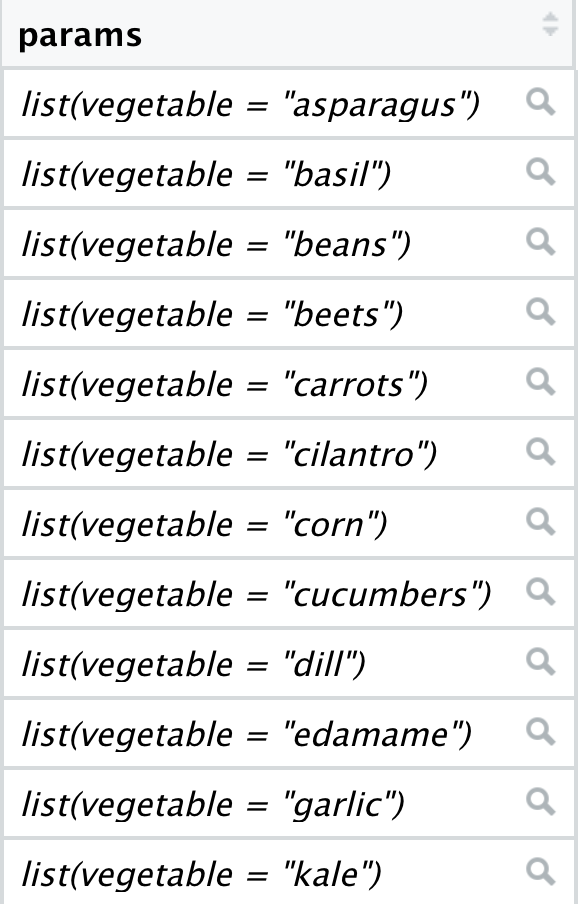 params
list(vegetable = "asparagus")
list(vegetable = "basil")
list(vegetable = "beans")
list(vegetable = "beets")
list(vegetable = "carrots")
list(vegetable = "cilantro")
list(vegetable = "corn")
list(vegetable = "cucumbers")
list(vegetable = "dill")
list(vegetable = "edamame")
list(vegetable = "garlic")
list(vegetable = "kale")